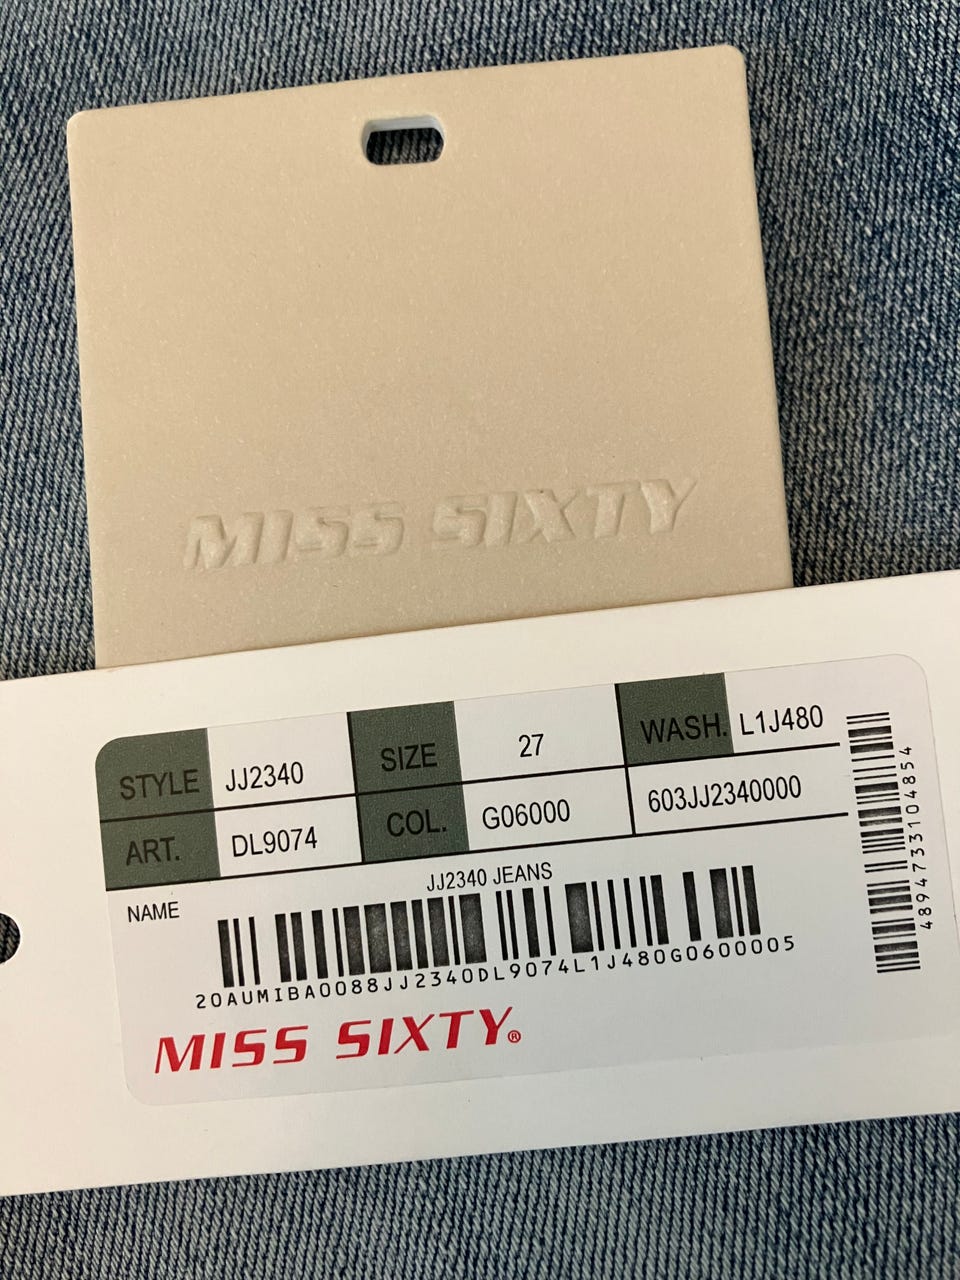 MISS SIXTY
STYLE JJ2340 SIZE 27 WASH. L1J480
ART. DL9074 COL. G06000 603JJ2340000
JJ2340 JEANS
NAME
20AUMIBA0088JJ2340DL9074L1J480G0600005
4894733104854
MISS SIXTY®